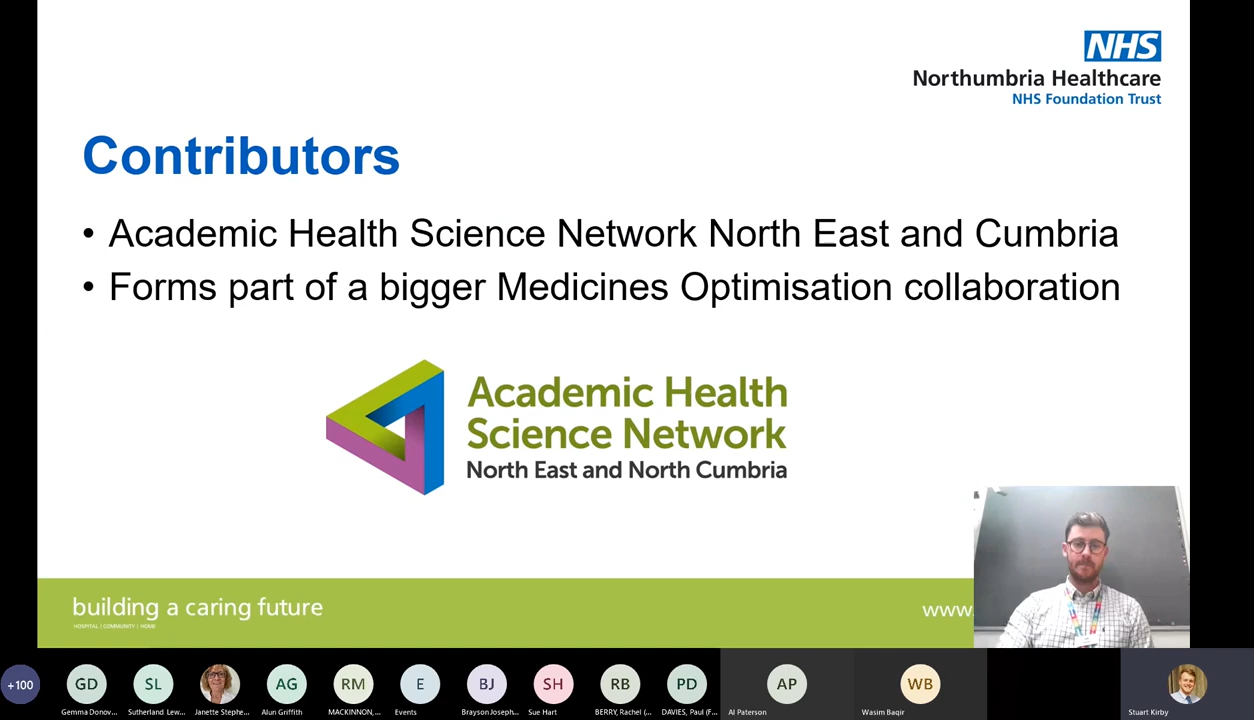 NHS
Northumbria Healthcare
NHS Foundation Trust
Contributors
• Academic Health Science Network North East and Cumbria
• Forms part of a bigger Medicines Optimisation collaboration
Academic Health
Science Network
North East and North Cumbria
building a caring future
HOSPITAL | COMMUNITY | HOME
www.
+100
GD
SL
AG
RM
E
BJ
SH
RB
PD
AP
WB
Gemma Donov...
Sutherland Lew...
Janette Stephe...
Alun Griffith
MACKINNON,...
Events
Brayson Joseph...
Sue Hart
BERRY, Rachel (...
DAVIES, Paul (F...
Al Paterson
Wasim Baqir
Stuart Kirby